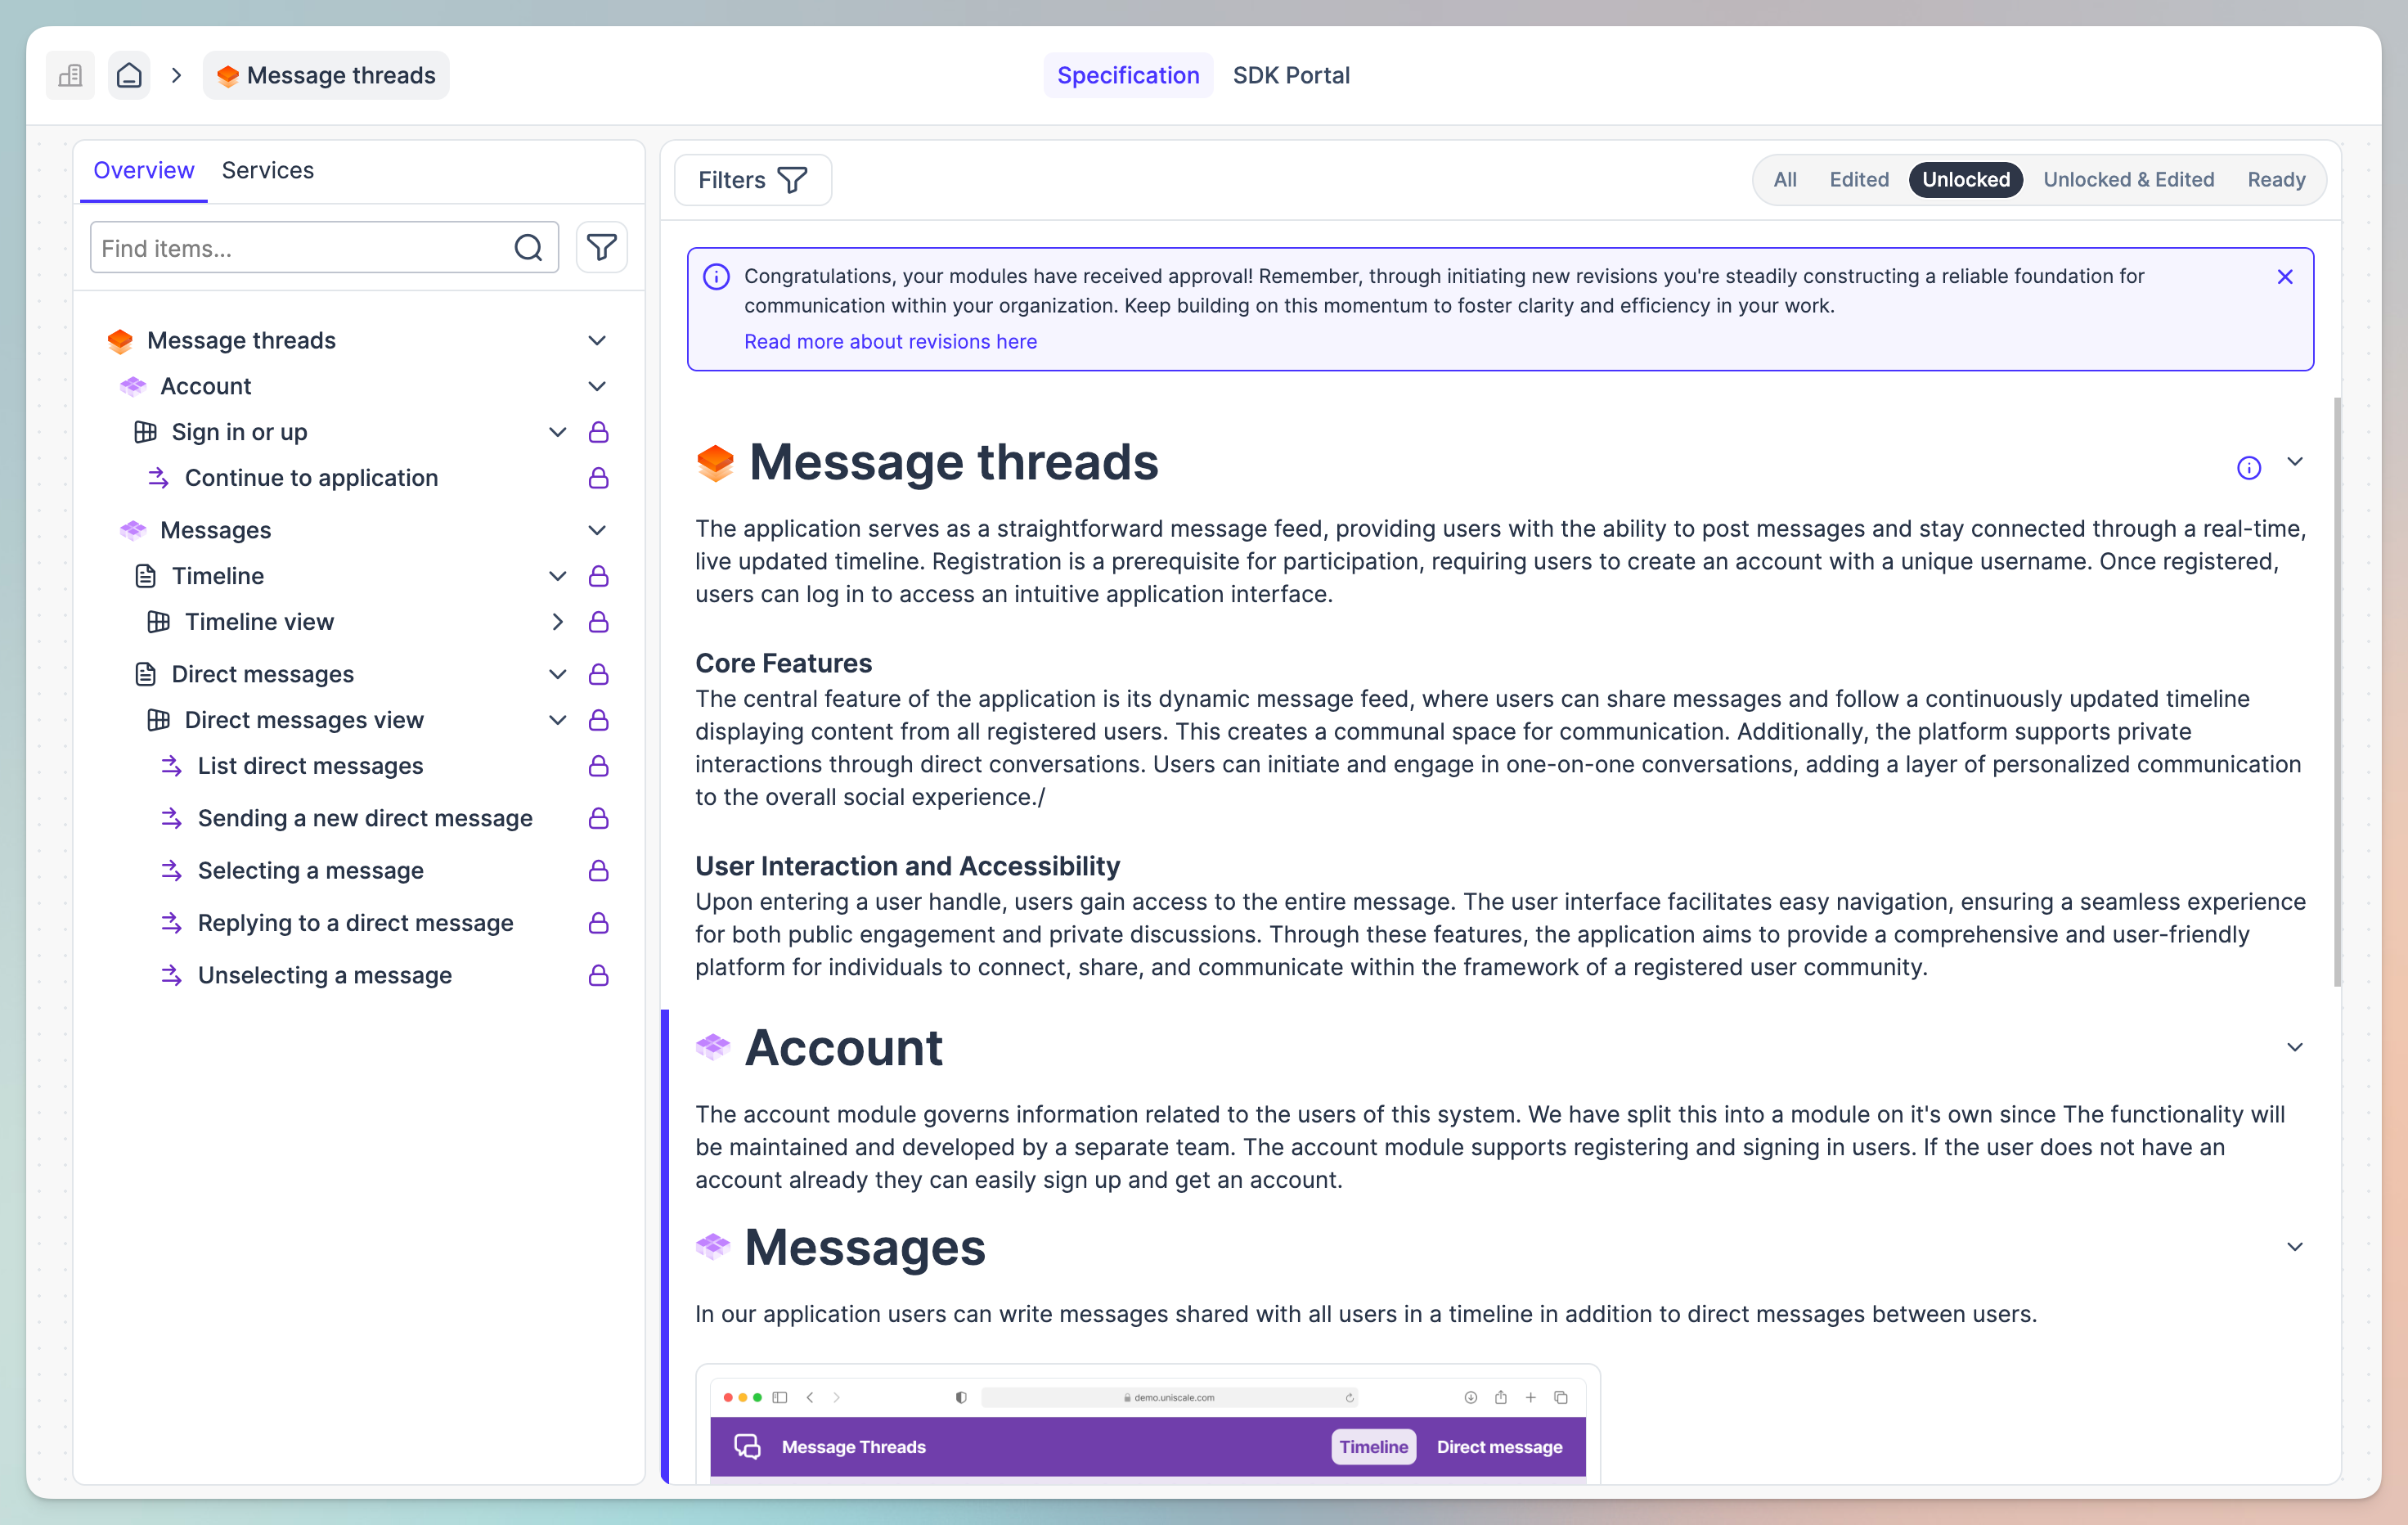 Message threads
Specification
SDK Portal
Overview
Services
Find items...
Message threads
Account
Sign in or up
Continue to application
Messages
Timeline
Timeline view
Direct messages
Direct messages view
List direct messages
Sending a new direct message
Selecting a message
Replying to a direct message
Unselecting a message
Filters
All
Edited
Unlocked
Unlocked & Edited
Ready
Congratulations, your modules have received approval! Remember, through initiating new revisions you're steadily constructing a reliable foundation for
communication within your organization. Keep building on this momentum to foster clarity and efficiency in your work.
Read more about revisions here
Message threads
The application serves as a straightforward message feed, providing users with the ability to post messages and stay connected through a real-time,
live updated timeline. Registration is a prerequisite for participation, requiring users to create an account with a unique username. Once registered,
users can log in to access an intuitive application interface.
Core Features
The central feature of the application is its dynamic message feed, where users can share messages and follow a continuously updated timeline
displaying content from all registered users. This creates a communal space for communication. Additionally, the platform supports private
interactions through direct conversations. Users can initiate and engage in one-on-one conversations, adding a layer of personalized communication
to the overall social experience./
User Interaction and Accessibility
Upon entering a user handle, users gain access to the entire message. The user interface facilitates easy navigation, ensuring a seamless experience
for both public engagement and private discussions. Through these features, the application aims to provide a comprehensive and user-friendly
platform for individuals to connect, share, and communicate within the framework of a registered user community.
Account
The account module governs information related to the users of this system. We have split this into a module on it's own since The functionality will
be maintained and developed by a separate team. The account module supports registering and signing in users. If the user does not have an
account already they can easily sign up and get an account.
Messages
In our application users can write messages shared with all users in a timeline in addition to direct messages between users.
demo.uniscale.com
Message Threads
Timeline
Direct message